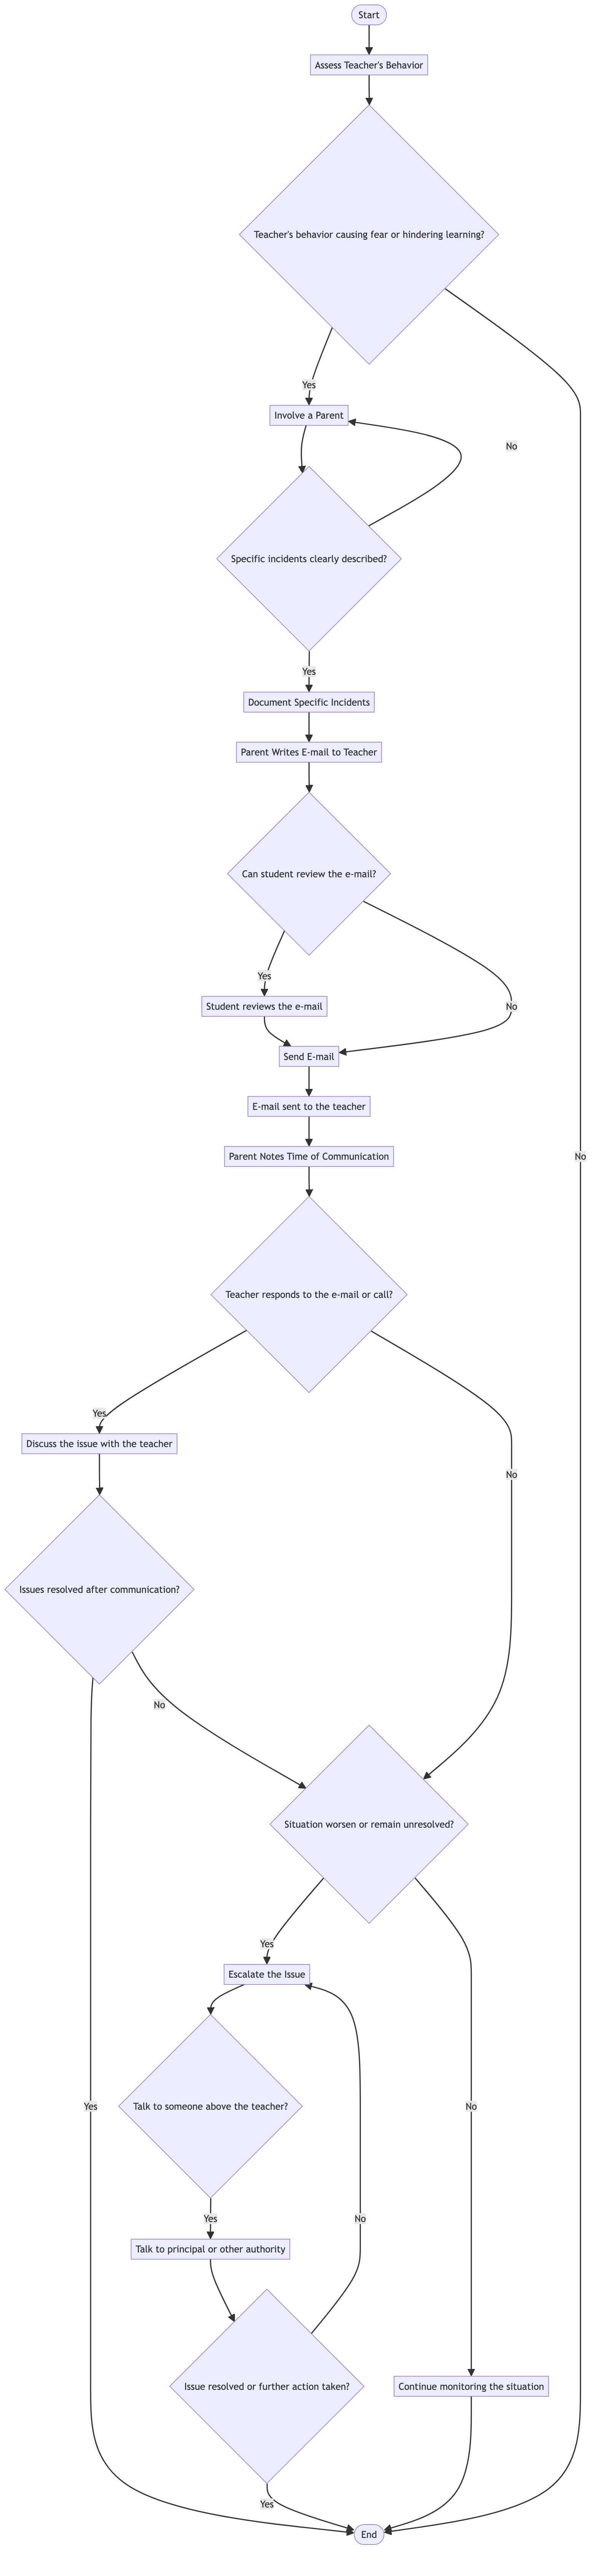 Start
Assess Teacher's Behavior
Teacher's behavior causing fear or hindering learning?
Yes
Involve a Parent
No
Specific incidents clearly described?
Yes
Document Specific Incidents
Parent Writes E-mail to Teacher
Can student review the e-mail?
Yes
Student reviews the e-mail
No
Send E-mail
E-mail sent to the teacher
Parent Notes Time of Communication
No
Teacher responds to the e-mail or call?
Yes
Discuss the issue with the teacher
No
Issues resolved after communication?
No
Situation worsen or remain unresolved?
Yes
Escalate the Issue
Yes
Talk to someone above the teacher?
No
Yes
No
Talk to principal or other authority
Issue resolved or further action taken?
Continue monitoring the situation
Yes
End